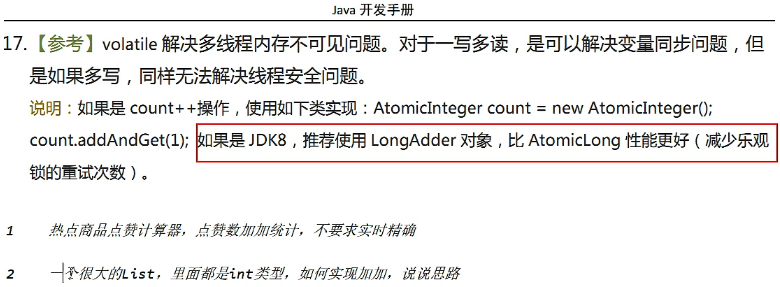 Java 开发手册
17.【参考】volatile 解决多线程内存不可见问题。对于一写多读，是可以解决变量同步问题，但
是如果多写，同样无法解决线程安全问题。
说明：如果是 count++操作，使用如下类实现：AtomicInteger count = new AtomicInteger();
count.addAndGet(1); 如果是 JDK8，推荐使用 LongAdder 对象，比 AtomicLong 性能更好（减少乐观
锁的重试次数）。
1 热点商品点赞计算器，点赞数加加统计，不要求实时精确
2 一个很大的List，里面都是int类型，如何实现加加，说说思路